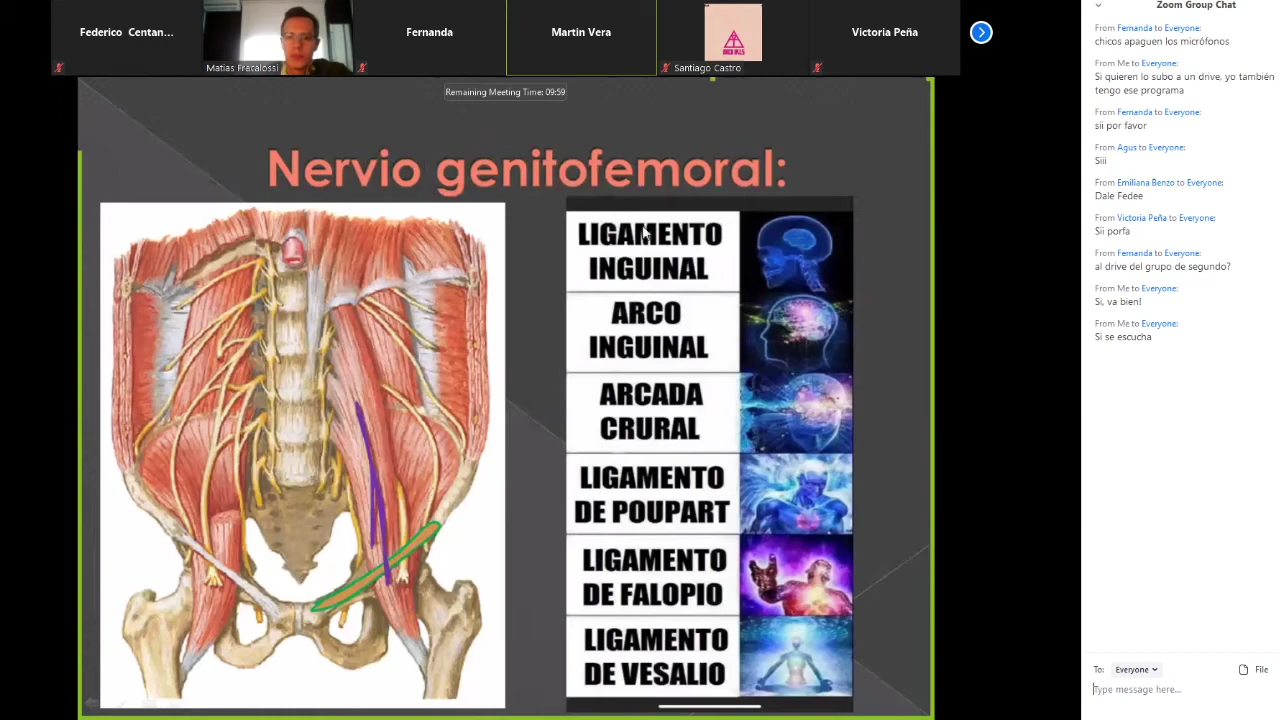 Federico Centan...
Matias Fracalossi
Fernanda
Martin Vera
Santiago Castro
Victoria Peña
Remaining Meeting Time: 09:59
Nervio genitofemoral:
LIGAMENTO
INGUINAL
ARCO
INGUINAL
ARCADA
CRURAL
LIGAMENTO
DE POUPART
LIGAMENTO
DE FALOPIO
LIGAMENTO
DE VESALIO
Zoom Group Chat
From Fernanda to Everyone:
chicos apaguen los micrófonos
From Me to Everyone:
Si quieren lo subo a un drive, yo también
tengo ese programa
From Fernanda to Everyone:
sii por favor
From Agus to Everyone:
Siii
From Emiliana Benzo to Everyone:
Dale Fedee
From Victoria Peña to Everyone:
Sii porfa
From Fernanda to Everyone:
al drive del grupo de segundo?
From Me to Everyone:
Si, va bien!
From Me to Everyone:
Si se escucha
To: Everyone
File
Type message here...